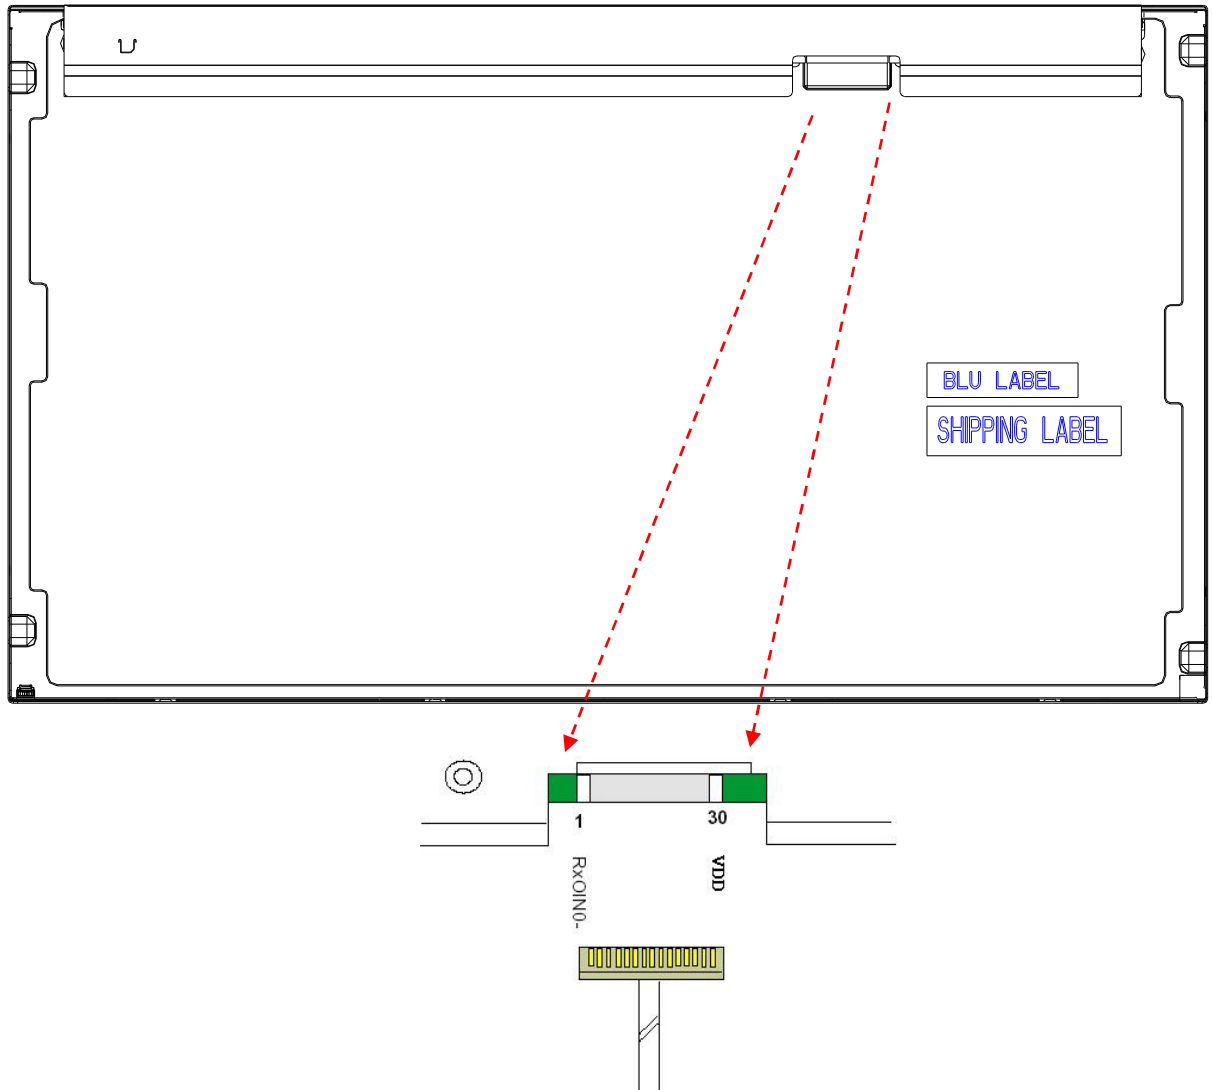 BLU LABEL
SHIPPING LABEL
1
30
RxOIN0-
VDD